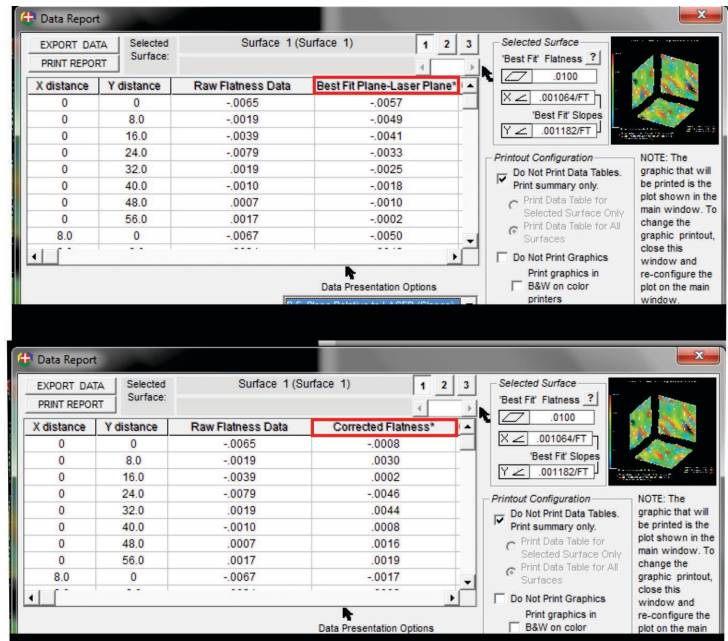 Data Report
EXPORT DATA
PRINT REPORT
Selected Surface:
Surface 1 (Surface 1)
1 2 3
X distance Y distance Raw Flatness Data Best Fit Plane-Laser Plane*
0 0 -.0065 -.0057
0 8.0 -.0019 -.0049
0 16.0 -.0039 -.0041
0 24.0 -.0079 -.0033
0 32.0 .0019 -.0025
0 40.0 -.0010 -.0018
0 48.0 .0007 -.0010
0 56.0 .0017 -.0002
8.0 0 -.0067 -.0050
Data Presentation Options
Selected Surface
'Best Fit' Flatness ?
.0100
X .001064/FT
'Best Fit' Slopes
Y .001182/FT
Printout Configuration
Do Not Print Data Tables.
Print summary only.
Print Data Table for
Selected Surface Only
Print Data Table for All
Surfaces
Do Not Print Graphics
Print graphics in
B&W on color
printers
NOTE: The
graphic that will
be printed is the
plot shown in the
main window. To
change the
graphic printout,
close this
window and
re-configure the
plot on the main
window.
Data Report
EXPORT DATA
PRINT REPORT
Selected Surface:
Surface 1 (Surface 1)
1 2 3
X distance Y distance Raw Flatness Data Corrected Flatness*
0 0 -.0065 -.0008
0 8.0 -.0019 .0030
0 16.0 -.0039 .0002
0 24.0 -.0079 -.0046
0 32.0 .0019 .0044
0 40.0 -.0010 .0008
0 48.0 .0007 .0016
0 56.0 .0017 .0019
8.0 0 -.0067 -.0017
Data Presentation Options
Selected Surface
'Best Fit' Flatness ?
.0100
X .001064/FT
'Best Fit' Slopes
Y .001182/FT
Printout Configuration
Do Not Print Data Tables.
Print summary only.
Print Data Table for
Selected Surface Only
Print Data Table for All
Surfaces
Do Not Print Graphics
Print graphics in
B&W on color
NOTE: The
graphic that will
be printed is the
plot shown in the
main window. To
change the
graphic printout,
close this
window and
re-configure the
plot on the main